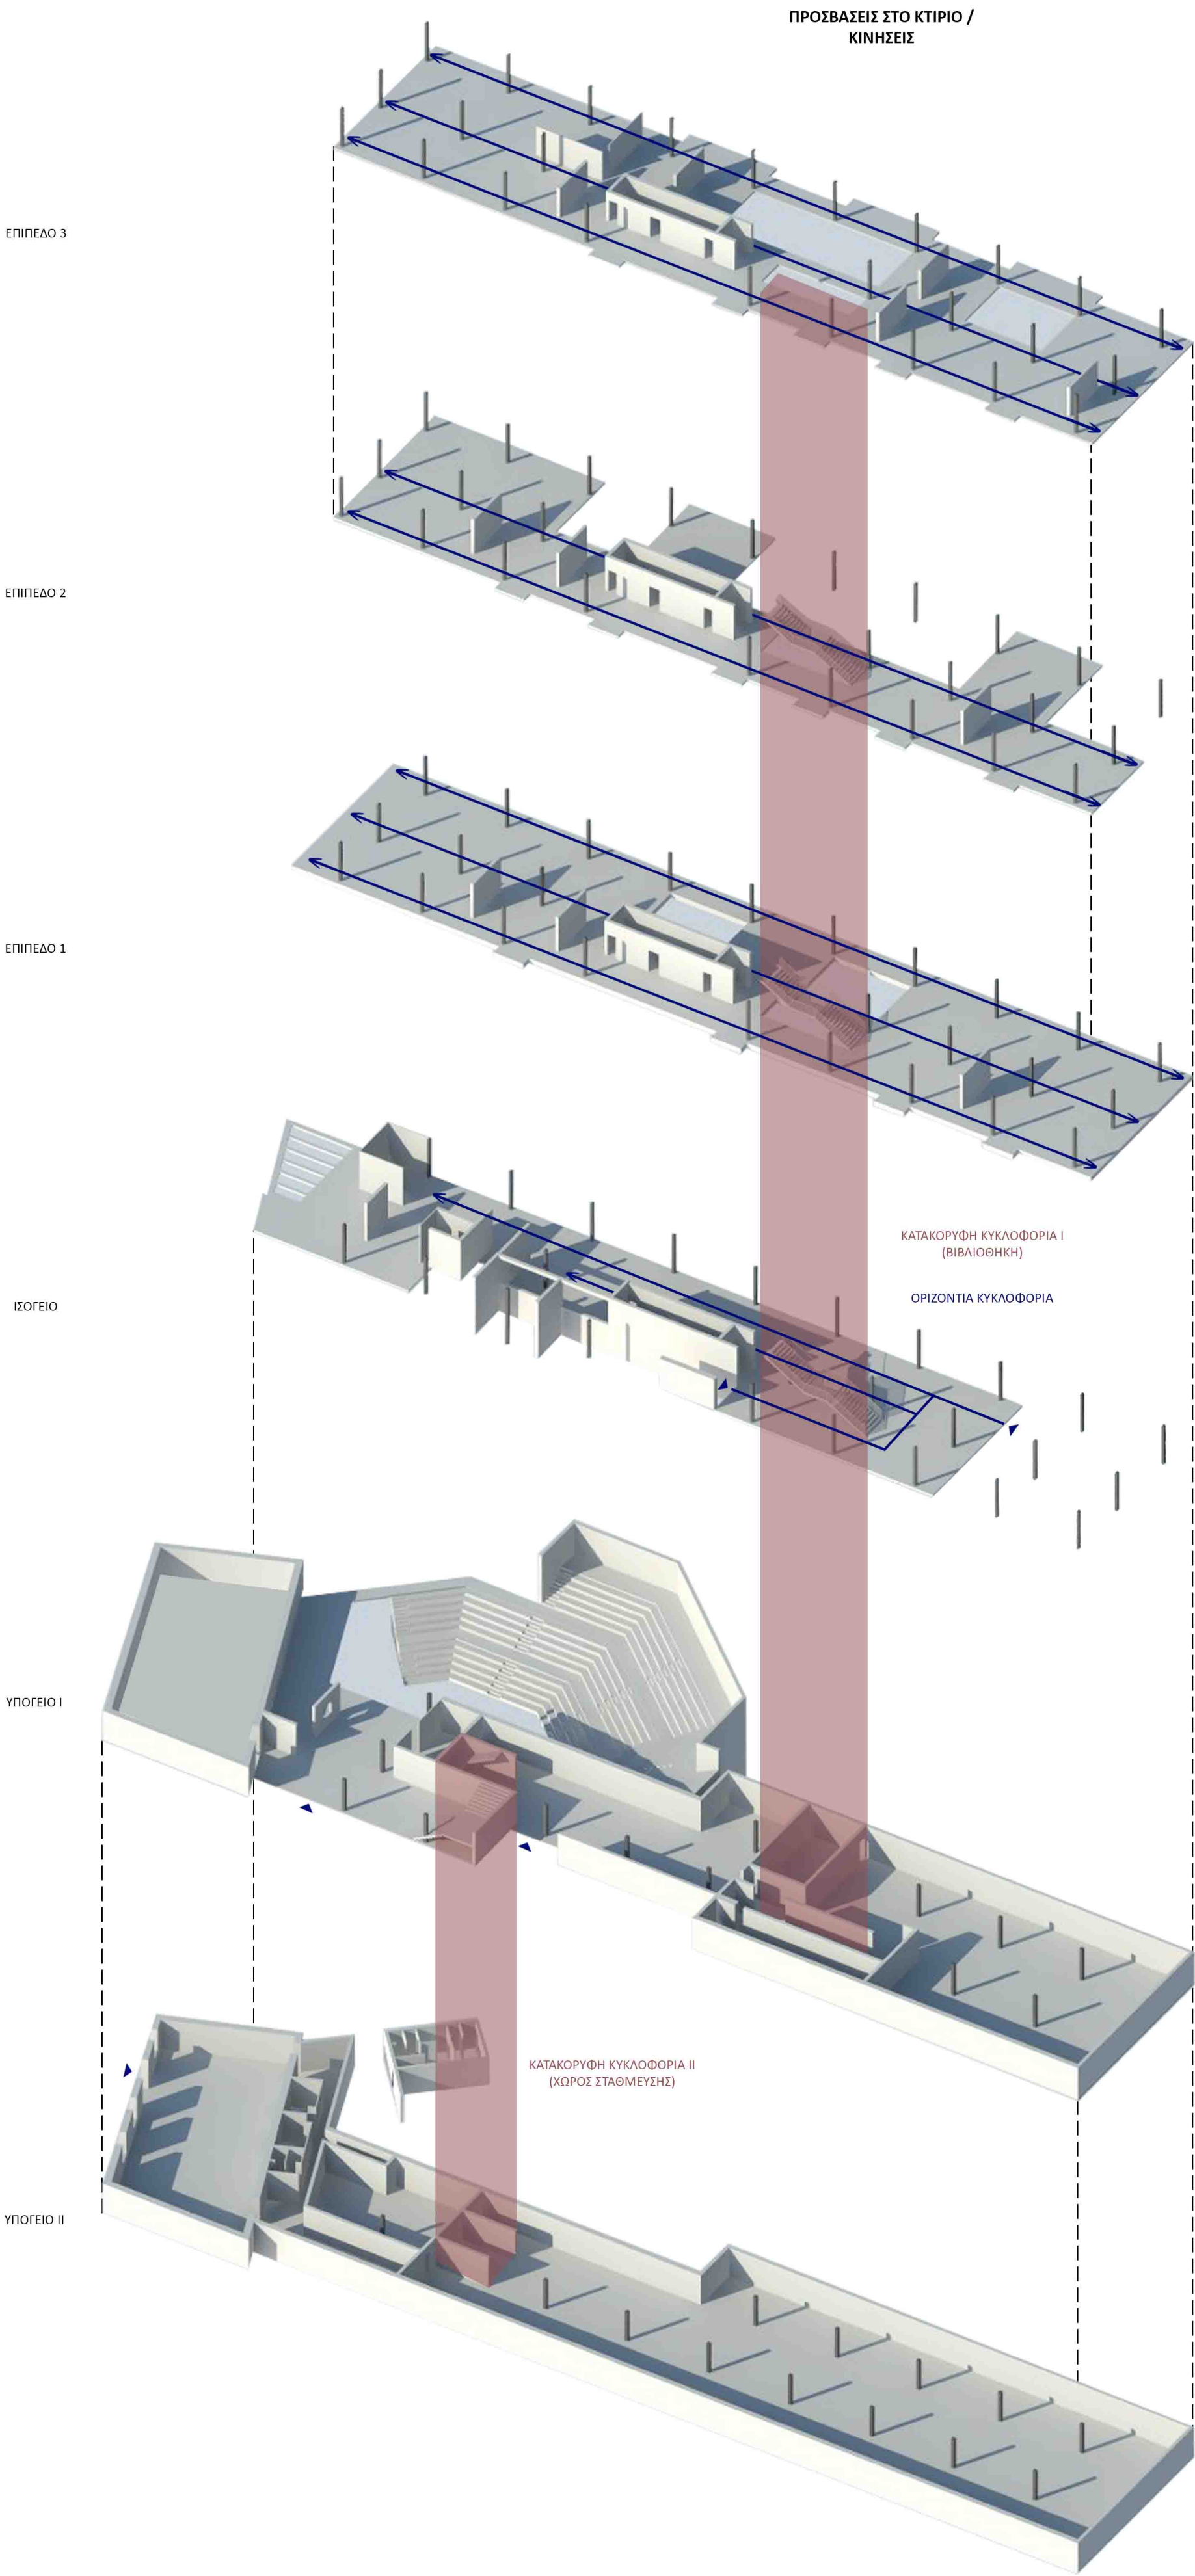 ΠΡΟΣΒΑΣΕΙΣ ΣΤΟ ΚΤΙΡΙΟ /
ΚΙΝΗΣΕΙΣ
ΕΠΙΠΕΔΟ 3
ΕΠΙΠΕΔΟ 2
ΕΠΙΠΕΔΟ 1
ΚΑΤΑΚΟΡΥΦΗ ΚΥΚΛΟΦΟΡΙΑ Ι
(ΒΙΒΛΙΟΘΗΚΗ)
ΟΡΙΖΟΝΤΙΑ ΚΥΚΛΟΦΟΡΙΑ
ΙΣΟΓΕΙΟ
ΥΠΟΓΕΙΟ Ι
ΚΑΤΑΚΟΡΥΦΗ ΚΥΚΛΟΦΟΡΙΑ ΙΙ
(ΧΩΡΟΣ ΣΤΑΘΜΕΥΣΗΣ)
ΥΠΟΓΕΙΟ ΙΙ